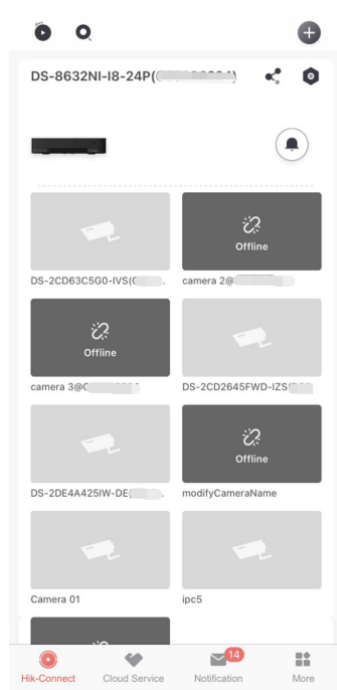 DS-8632NI-I8-24P(
DS-2CD63C5G0-IVS(
Offline
camera 2@
Offline
camera 3@
DS-2CD2645FWD-IZS(
DS-2DE4A425IW-DE(
Offline
modifyCameraName
Camera 01
ipc5
14
Hik-Connect
Cloud Service
Notification
More